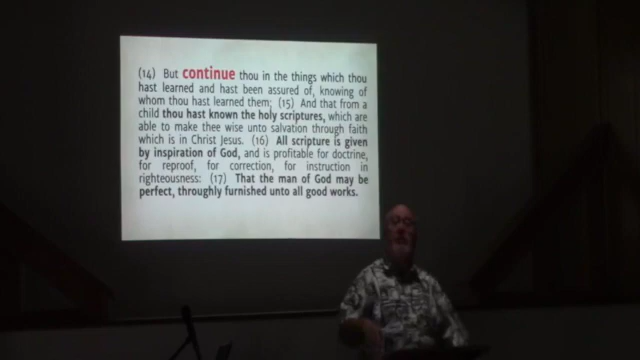 (14) But continue thou in the things which thou
hast learned and hast been assured of, knowing of
whom thou hast learned them; (15) And that from a
child thou hast known the holy scriptures, which are
able to make thee wise unto salvation through faith
which is in Christ Jesus. (16) All scripture is given
by inspiration of God, and is profitable for doctrine,
for reproof, for correction, for instruction in
righteousness: (17) That the man of God may be
perfect, throughly furnished unto all good works.